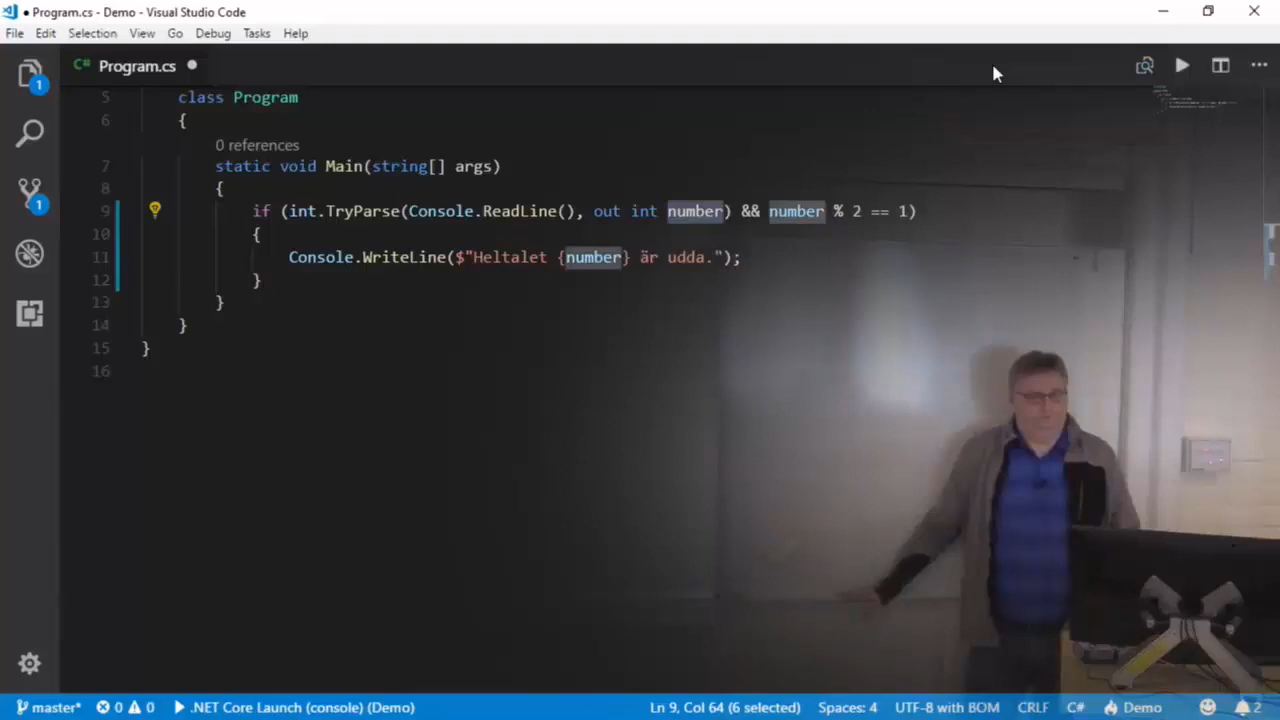 ● Program.cs - Demo - Visual Studio Code
File Edit Selection View Go Debug Tasks Help
C# Program.cs ●
1
1
5 class Program
6 {
0 references
7 static void Main(string[] args)
8 {
9 if (int.TryParse(Console.ReadLine(), out int number) && number % 2 == 1)
10 {
11 Console.WriteLine($"Heltalet {number} är udda.");
12 }
13 }
14 }
15 }
16
master* 0 0 .NET Core Launch (console) (Demo) Ln 9, Col 64 (6 selected) Spaces: 4 UTF-8 with BOM CRLF C# Demo 2